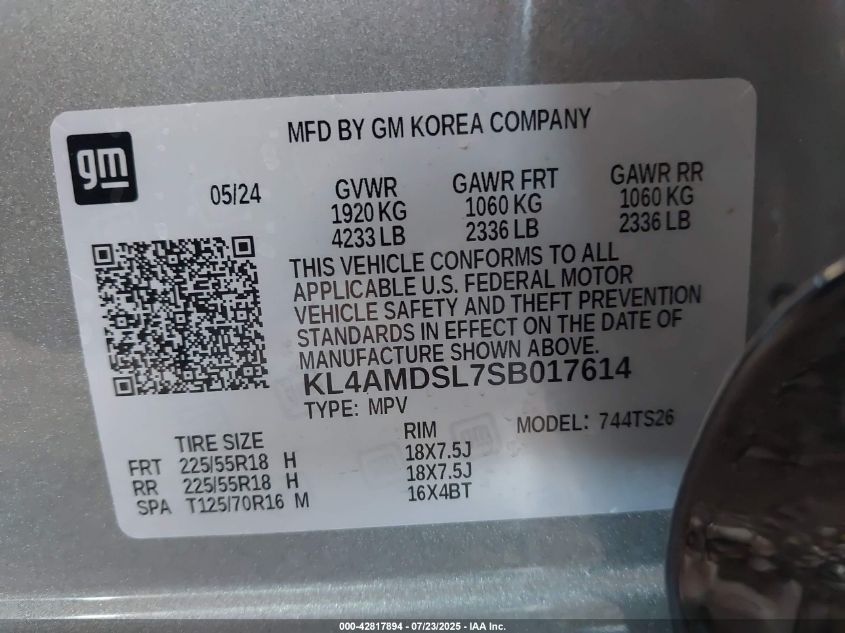 MFD BY GM KOREA COMPANY
gm
05/24
GVWR
1920 KG
4233 LB
GAWR FRT
1060 KG
2336 LB
GAWR RR
1060 KG
2336 LB
THIS VEHICLE CONFORMS TO ALL
APPLICABLE U.S. FEDERAL MOTOR
VEHICLE SAFETY AND THEFT PREVENTION
STANDARDS IN EFFECT ON THE DATE OF
MANUFACTURE SHOWN ABOVE.
KL4AMDSL7SB017614
TYPE: MPV
MODEL: 744TS26
TIRE SIZE RIM
FRT 225/55R18 H 18X7.5J
RR 225/55R18 H 18X7.5J
SPA T125/70R16 M 16X4BT
000-42817894 - 07/23/2025 - IAA Inc.